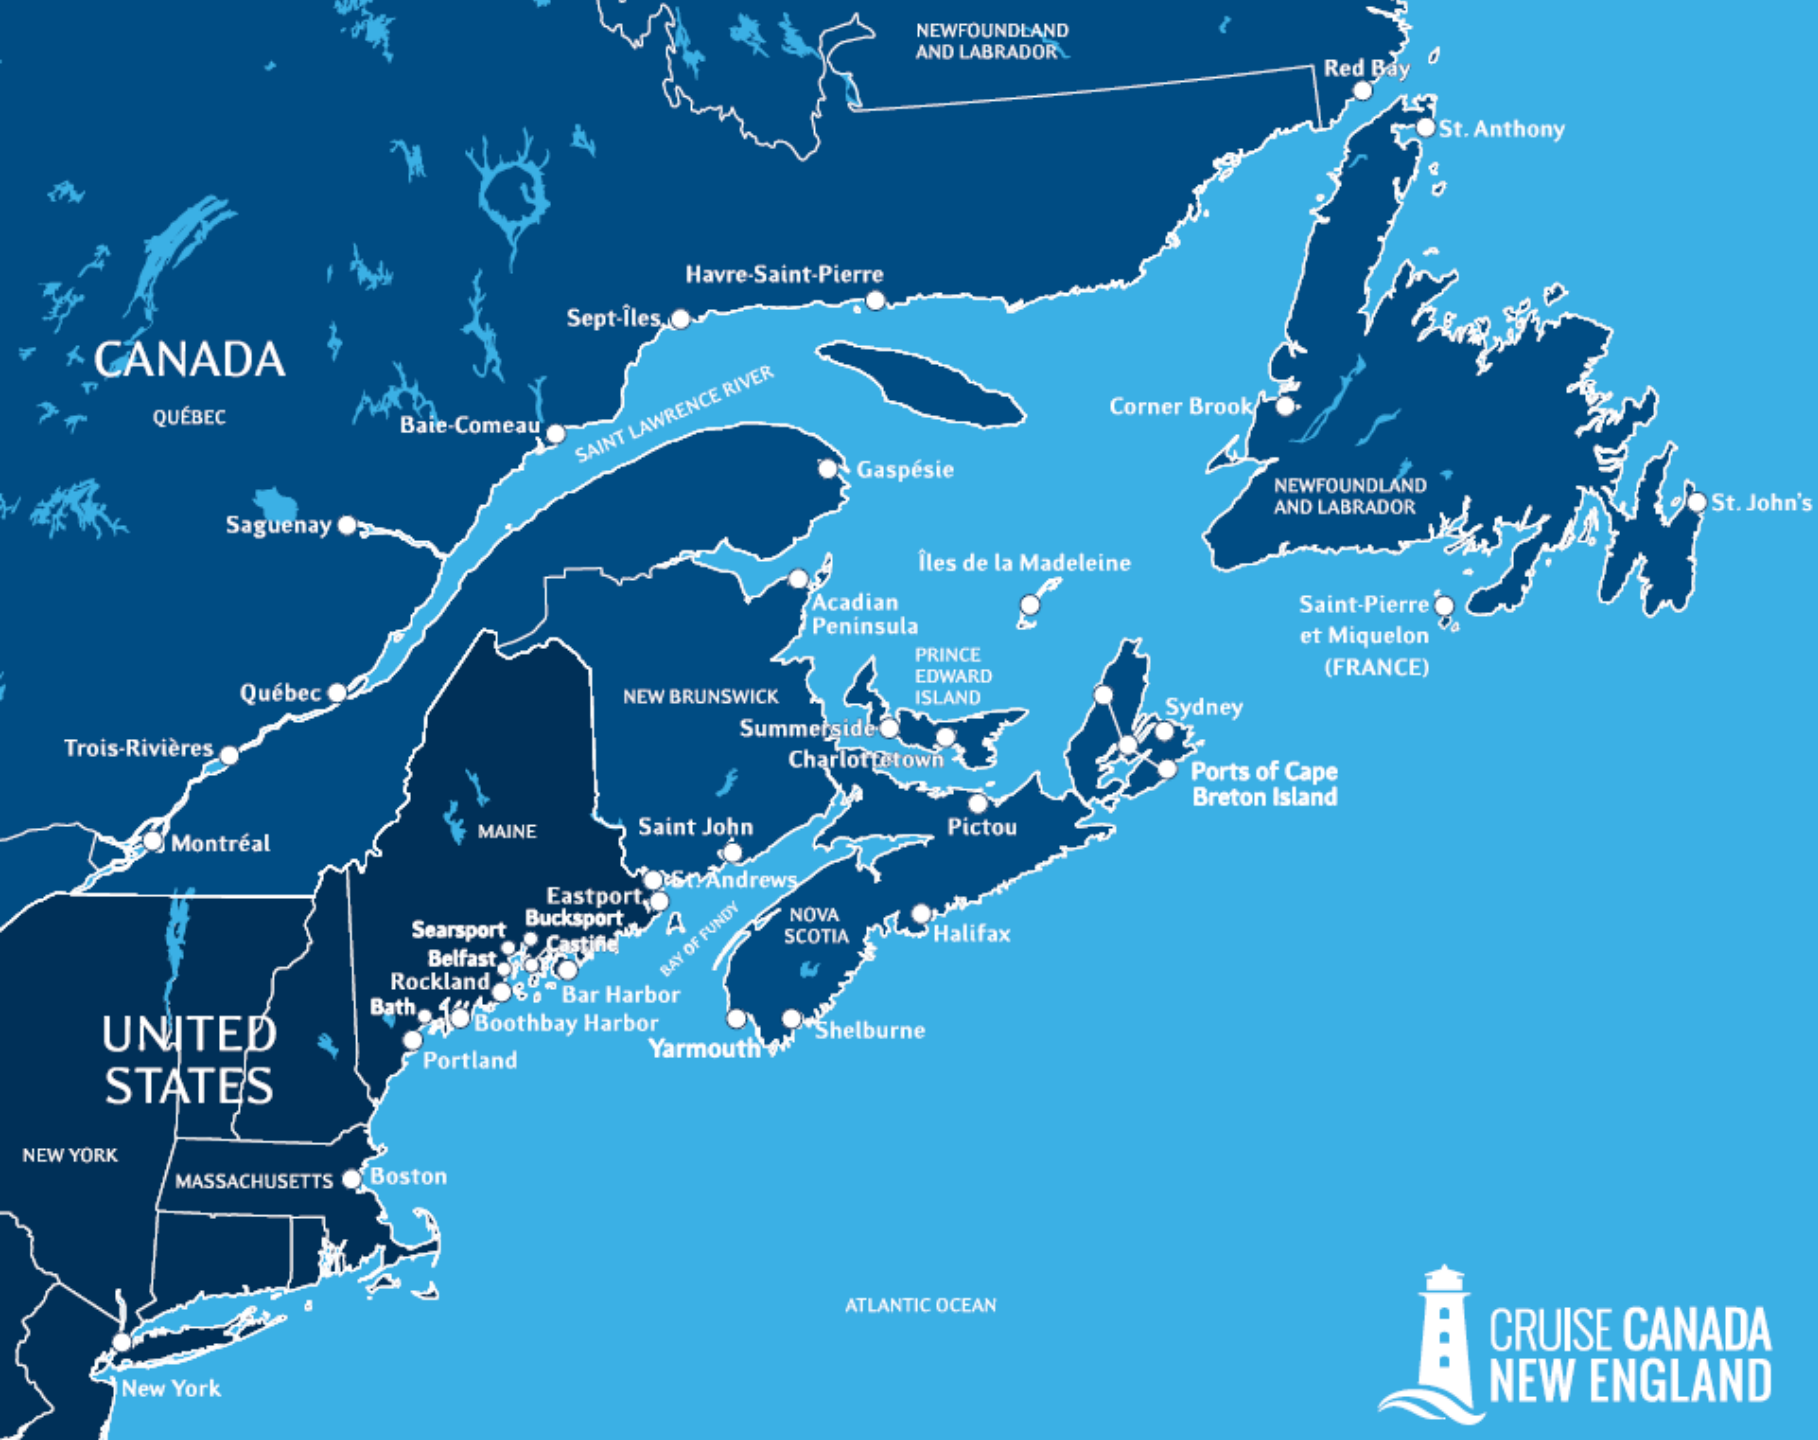 NEWFOUNDLAND
AND LABRADOR
Red Bay
St. Anthony
Havre-Saint-Pierre
Sept-Îles
CANADA
QUÉBEC
SAINT LAWRENCE RIVER
Baie-Comeau
Corner Brook
Gaspésie
NEWFOUNDLAND
AND LABRADOR
St. John's
Saguenay
Îles de la Madeleine
Acadian
Peninsula
Saint-Pierre
et Miquelon
(FRANCE)
PRINCE
EDWARD
ISLAND
Québec
NEW BRUNSWICK
Sydney
Summerside
Trois-Rivières
Charlottetown
Ports of Cape
Breton Island
MAINE
Saint John
Pictou
Montréal
St. Andrews
Eastport
Bucksport
NOVA
SCOTIA
Searsport
Castine
BAY OF FUNDY
Halifax
Belfast
Rockland
Bar Harbor
Bath
Boothbay Harbor
Shelburne
UNITED
STATES
Yarmouth
Portland
NEW YORK
MASSACHUSETTS
Boston
ATLANTIC OCEAN
New York
CRUISE CANADA
NEW ENGLAND